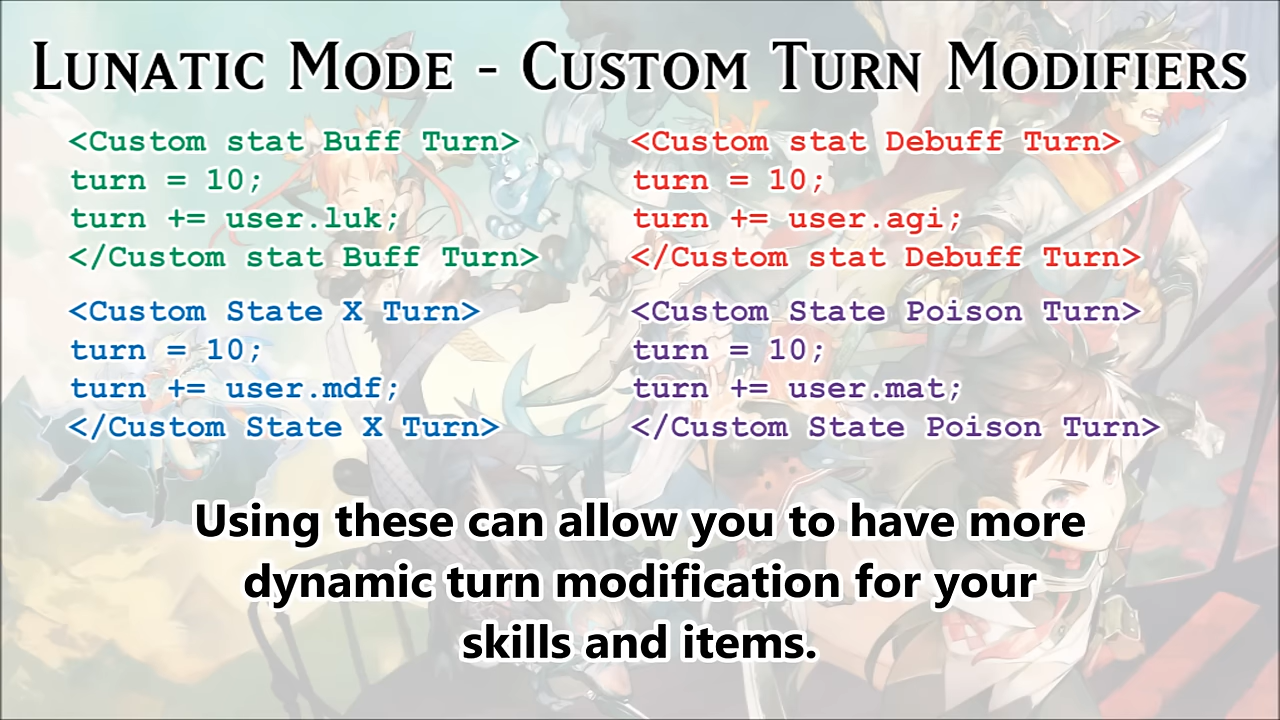 Lunatic Mode - Custom Turn Modifiers
<Custom stat Buff Turn>
turn = 10;
turn += user.luk;
</Custom stat Buff Turn>
<Custom stat Debuff Turn>
turn = 10;
turn += user.agi;
</Custom stat Debuff Turn>
<Custom State X Turn>
turn = 10;
turn += user.mdf;
</Custom State X Turn>
<Custom State Poison Turn>
turn = 10;
turn += user.mat;
</Custom State Poison Turn>
Using these can allow you to have more
dynamic turn modification for your
skills and items.